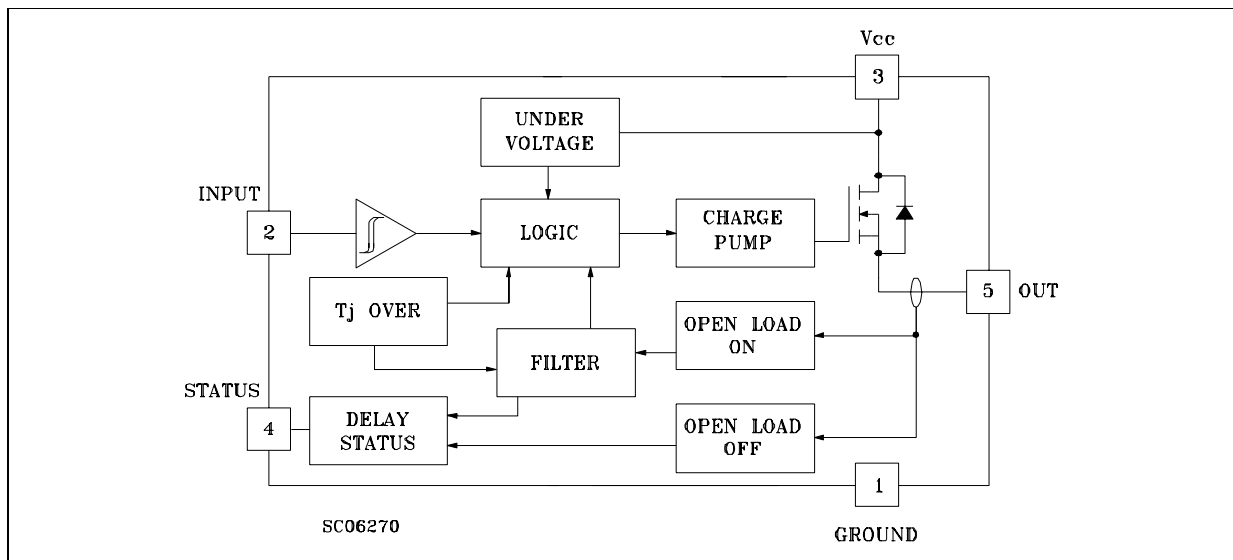 Vcc
3
UNDER
VOLTAGE
INPUT
2
LOGIC
CHARGE
PUMP
Tj OVER
5
OUT
OPEN LOAD
ON
FILTER
STATUS
4
DELAY
STATUS
OPEN LOAD
OFF
1
SC06270
GROUND